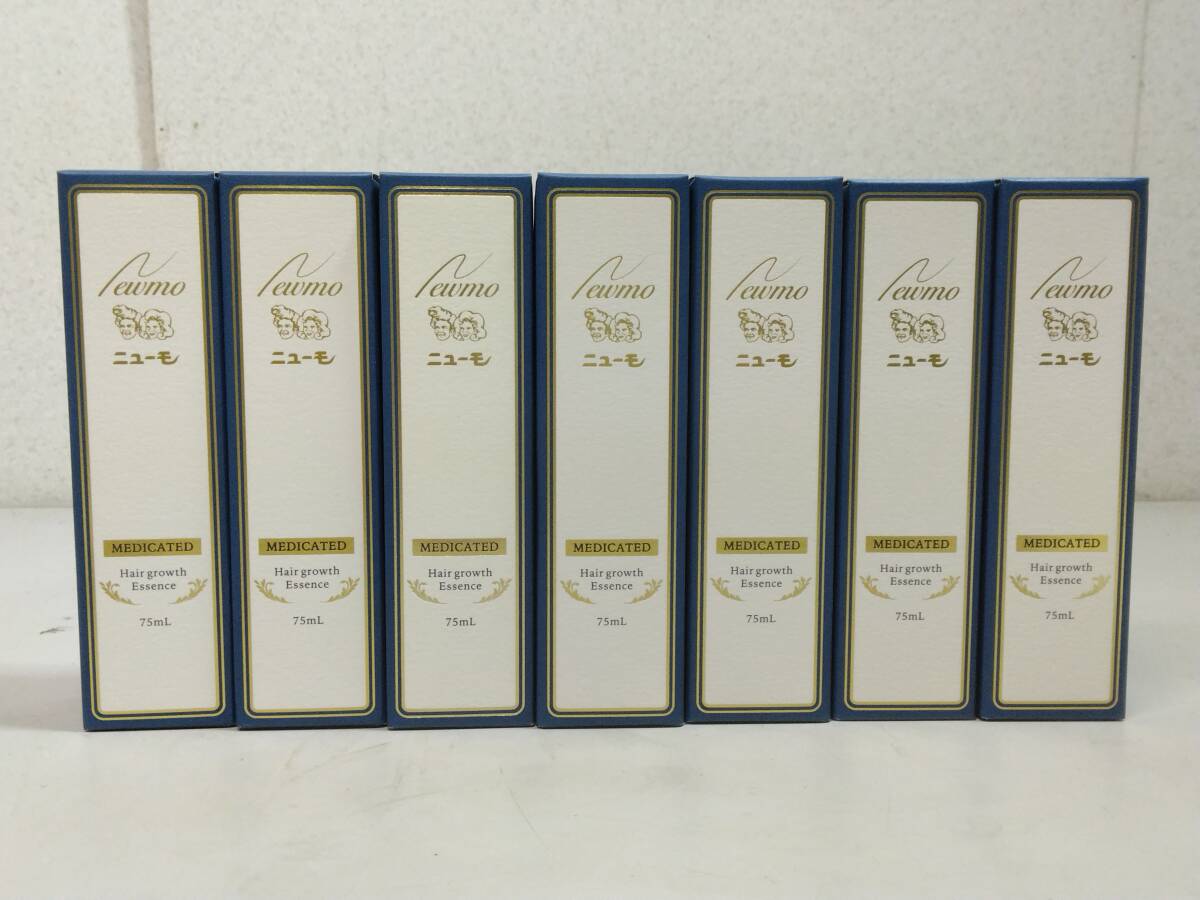 Newmo
ニューモ
MEDICATED
Hair growth
Essence
75mL
Newmo
ニューモ
MEDICATED
Hair growth
Essence
75mL
Newmo
ニューモ
MEDICATED
Hair growth
Essence
75mL
Newmo
ニューモ
MEDICATED
Hair growth
Essence
75mL
Newmo
ニューモ
MEDICATED
Hair growth
Essence
75mL
Newmo
ニューモ
MEDICATED
Hair growth
Essence
75mL
Newmo
ニューモ
MEDICATED
Hair growth
Essence
75mL